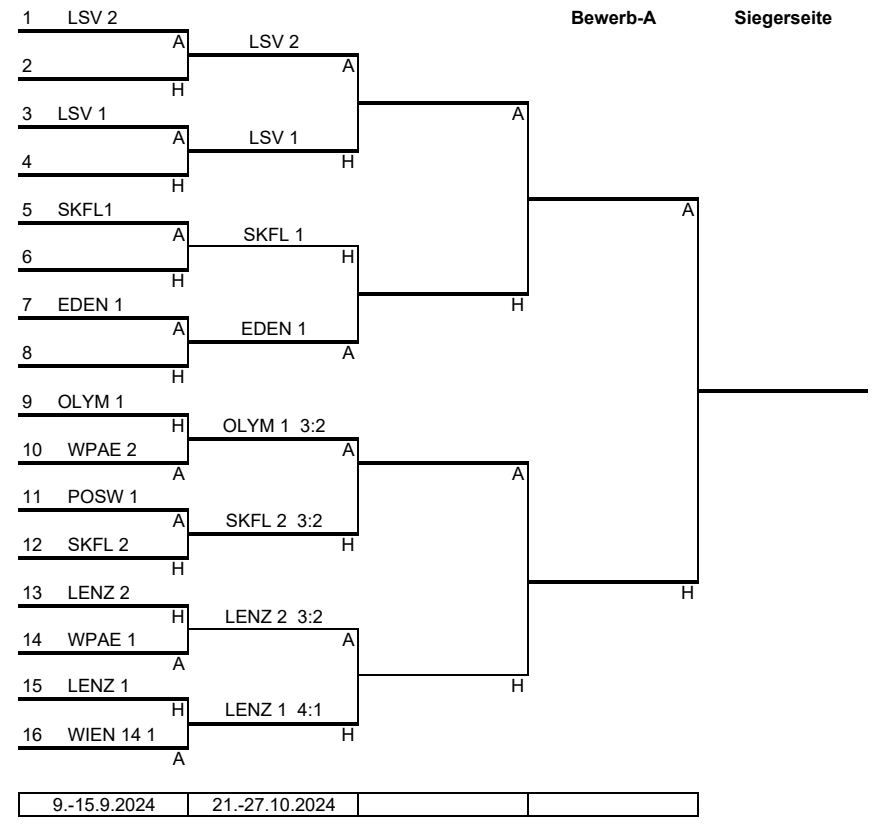 1 LSV 2 Bewerb-A Siegerseite
A LSV 2
2 A
H
3 LSV 1 A
A LSV 1
4 H
H A
5 SKFL1
A SKFL 1
6 H
H
7 EDEN 1 H
A EDEN 1
8 A
H
9 OLYM 1
H OLYM 1 3:2
10 WPAE 2 A
A A
11 POSW 1
A SKFL 2 3:2
12 SKFL 2 H
H
13 LENZ 2 H
H LENZ 2 3:2
14 WPAE 1 A
A
15 LENZ 1 H
H LENZ 1 4:1
16 WIEN 14 1 H
A
9.-15.9.2024 21.-27.10.2024